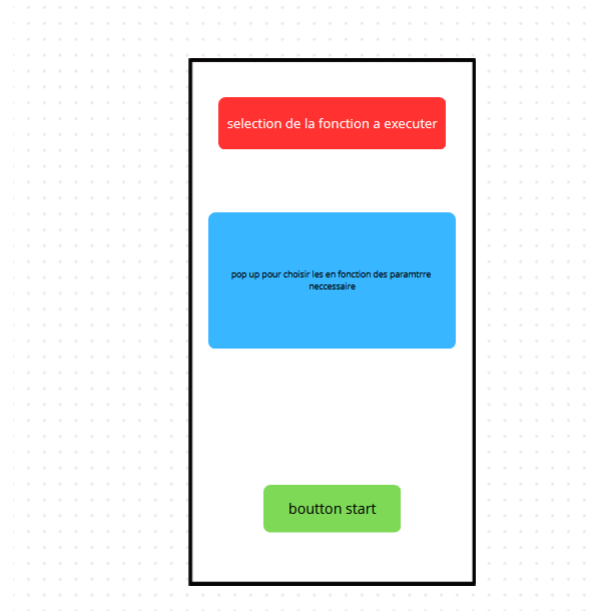 selection de la fonction a executer
pop up pour choisir les en fonction des paramtrre
neccessaire
boutton start